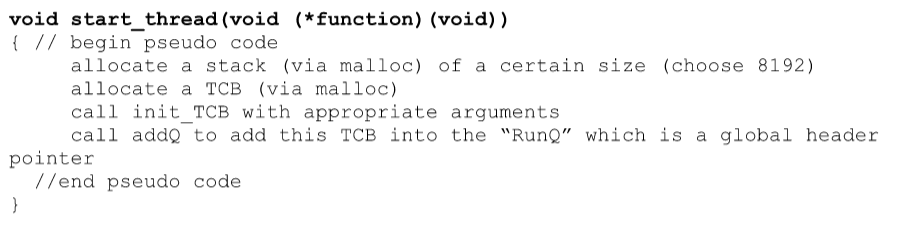 void start_thread(void (*function)(void))
{ // begin pseudo code
allocate a stack (via malloc) of a certain size (choose 8192)
allocate a TCB (via malloc)
call init_TCB with appropriate arguments
call addQ to add this TCB into the “RunQ” which is a global header
pointer
//end pseudo code
}